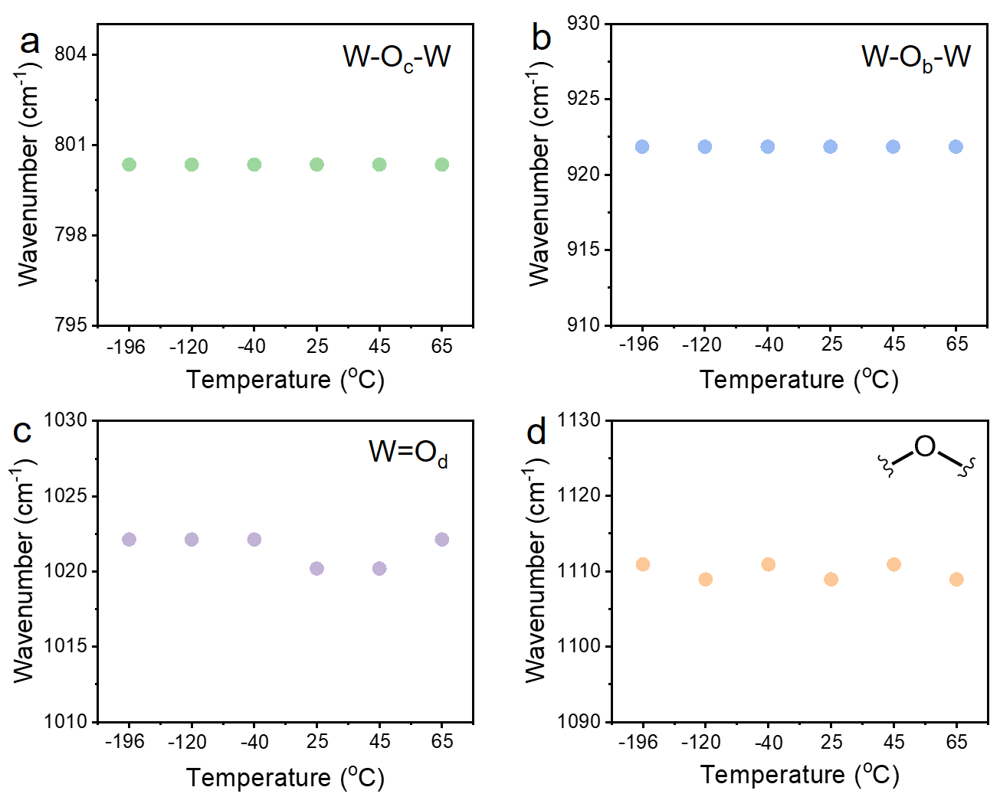 a
W-Oc-W
Wavenumber (cm-1)
804
801
798
795
-196 -120 -40 25 45 65
Temperature (oC)
b
W-Ob-W
Wavenumber (cm-1)
930
925
920
915
910
-196 -120 -40 25 45 65
Temperature (oC)
c
W=Od
Wavenumber (cm-1)
1030
1025
1020
1015
1010
-196 -120 -40 25 45 65
Temperature (oC)
d
O
Wavenumber (cm-1)
1130
1120
1110
1100
1090
-196 -120 -40 25 45 65
Temperature (oC)